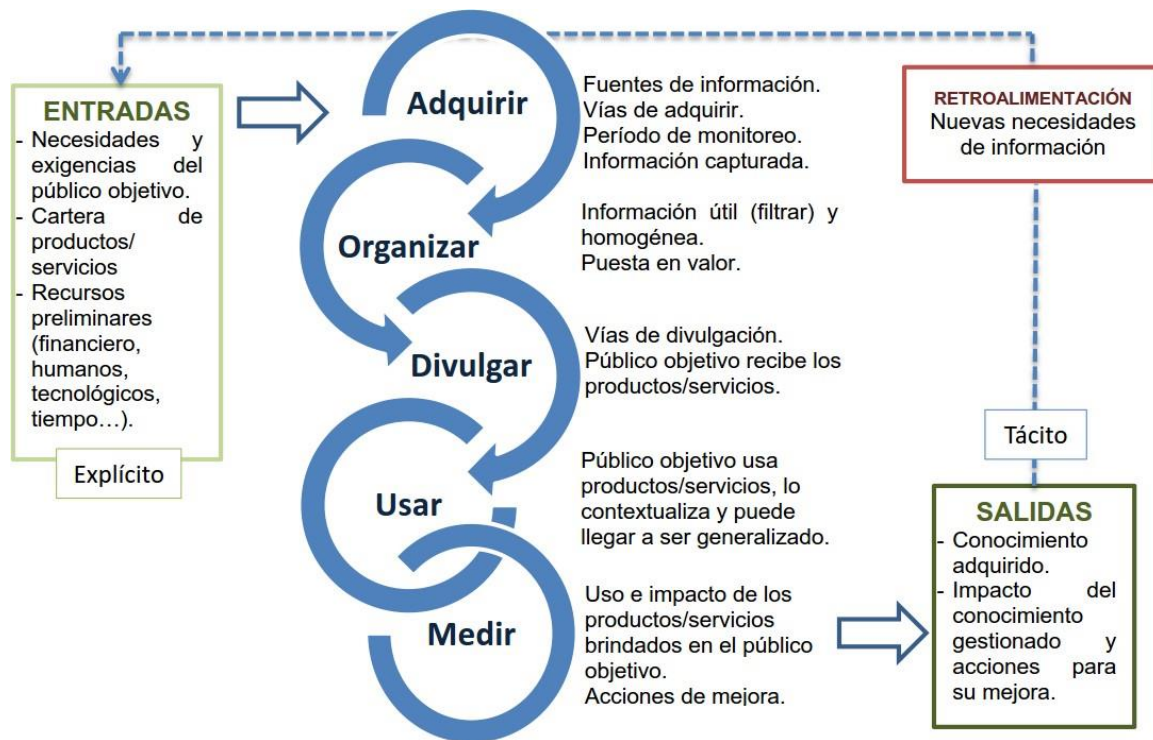 ENTRADAS
- Necesidades y
exigencias del
público objetivo.
- Cartera de
productos/
servicios
- Recursos
preliminares
(financiero,
humanos,
tecnológicos,
tiempo…).
Explícito
Adquirir
Fuentes de información.
Vías de adquirir.
Período de monitoreo.
Información capturada.
Organizar
Información útil (filtrar) y
homogénea.
Puesta en valor.
Divulgar
Vías de divulgación.
Público objetivo recibe los
productos/servicios.
Usar
Público objetivo usa
productos/servicios, lo
contextualiza y puede
llegar a ser generalizado.
Medir
Uso e impacto de los
productos/servicios
brindados en el público
objetivo.
Acciones de mejora.
RETROALIMENTACIÓN
Nuevas necesidades
de información
Tácito
SALIDAS
- Conocimiento
adquirido.
- Impacto del
conocimiento
gestionado y
acciones para
su mejora.